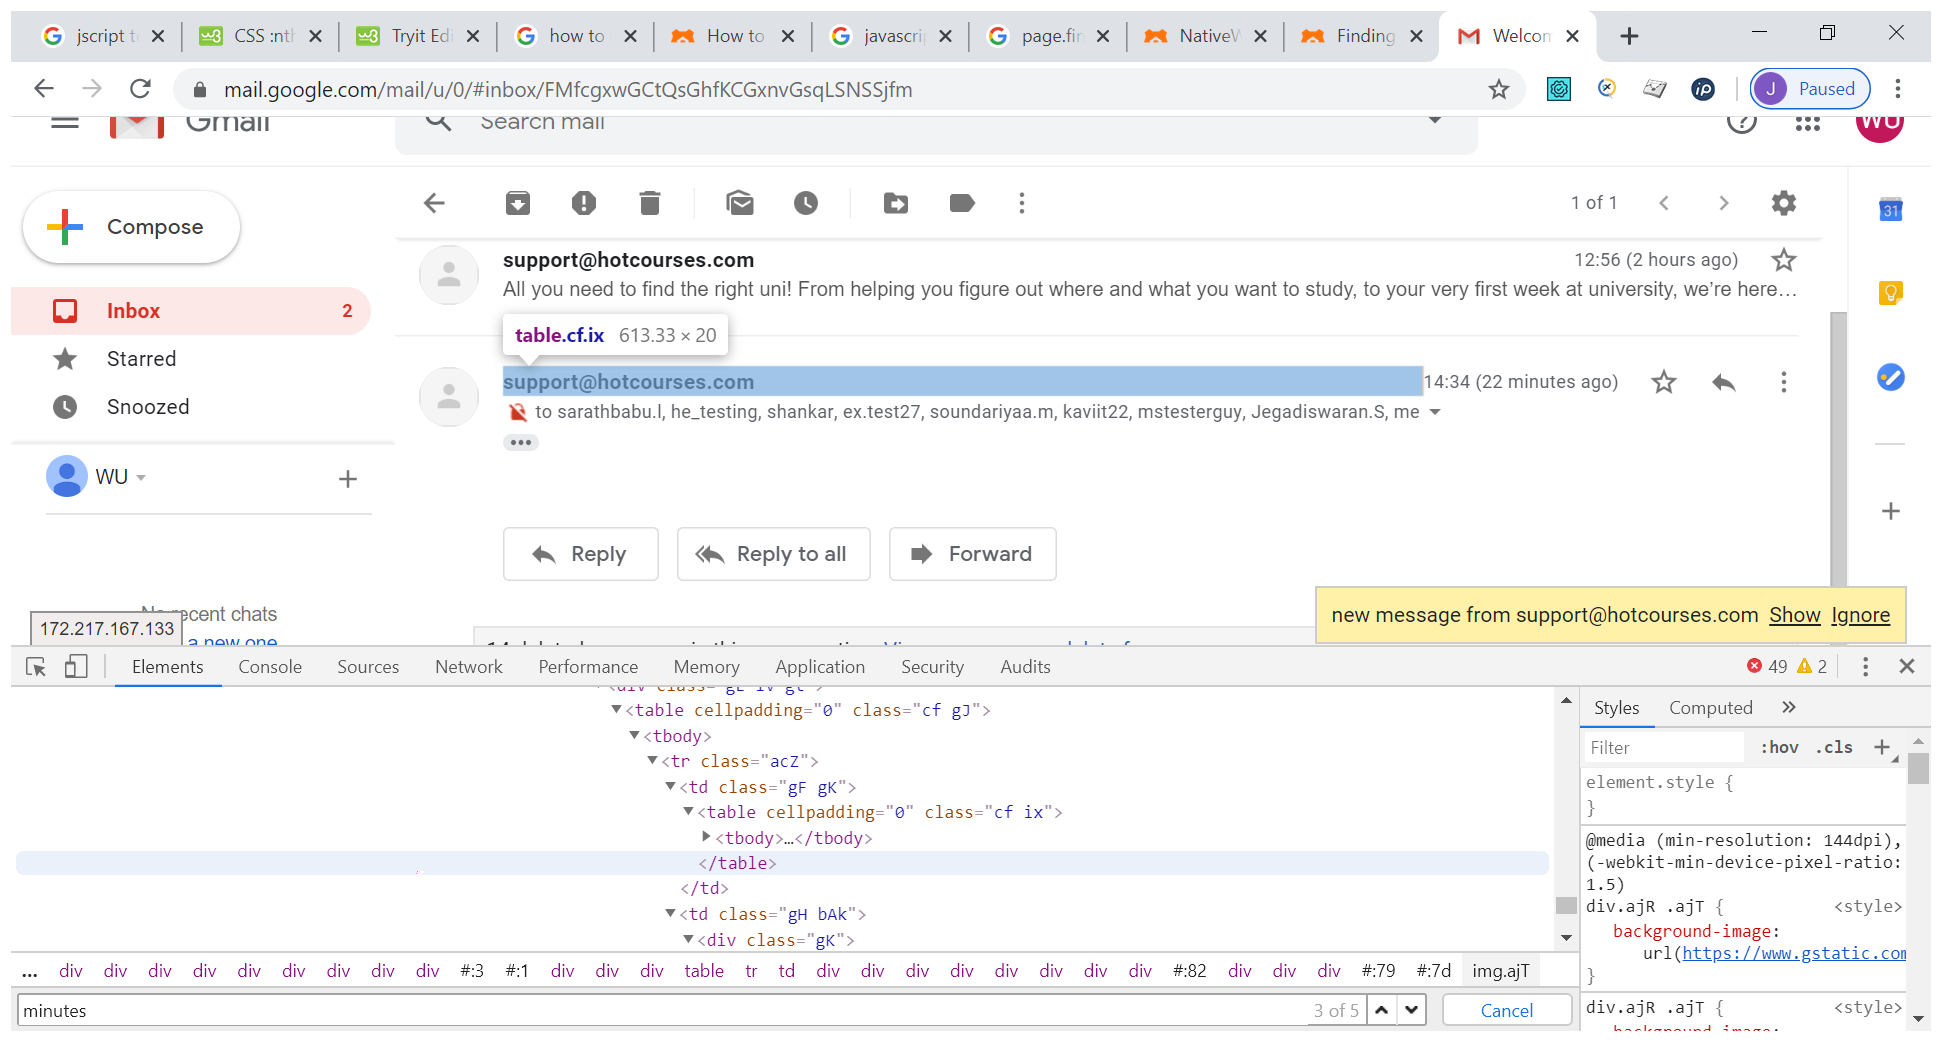 jscript t
CSS :nth
Tryit Edi
how to
How to
javascri
page.fin
NativeW
Finding
Welcom
mail.google.com/mail/u/0/#inbox/FMfcgxwGCtQsGhfKCGxnvGsqLSNSSjfm
J Paused
Gmail
Search mail
WU
Compose
1 of 1
31
support@hotcourses.com 12:56 (2 hours ago)
All you need to find the right uni! From helping you figure out where and what you want to study, to your very first week at university, we’re here…
Inbox 2
table.cf.ix 613.33 × 20
Starred
support@hotcourses.com 14:34 (22 minutes ago)
Snoozed
to sarathbabu.l, he_testing, shankar, ex.test27, soundariyaa.m, kaviit22, mstesterguy, Jegadiswaran.S, me
WU
Reply Reply to all Forward
No recent chats
172.217.167.133 a new one
new message from support@hotcourses.com Show Ignore
Elements Console Sources Network Performance Memory Application Security Audits 49 2
<table cellpadding="0" class="cf gJ">
<tbody>
<tr class="acZ">
<td class="gF gK">
<table cellpadding="0" class="cf ix">
<tbody>…</tbody>
</table>
</td>
<td class="gH bAk">
<div class="gK">
... div div div div div div div div div #:3 #:1 div div div table tr td div div div div div div div div #:82 div div div #:79 #:7d img.ajT
minutes 3 of 5 Cancel
Styles Computed »
Filter :hov .cls +
element.style {
}
@media (min-resolution: 144dpi),
(-webkit-min-device-pixel-ratio:
1.5)
div.ajR .ajT { <style>
background-image:
url(https://www.gstatic.com
}
div.ajR .ajT { <style>
background-image: